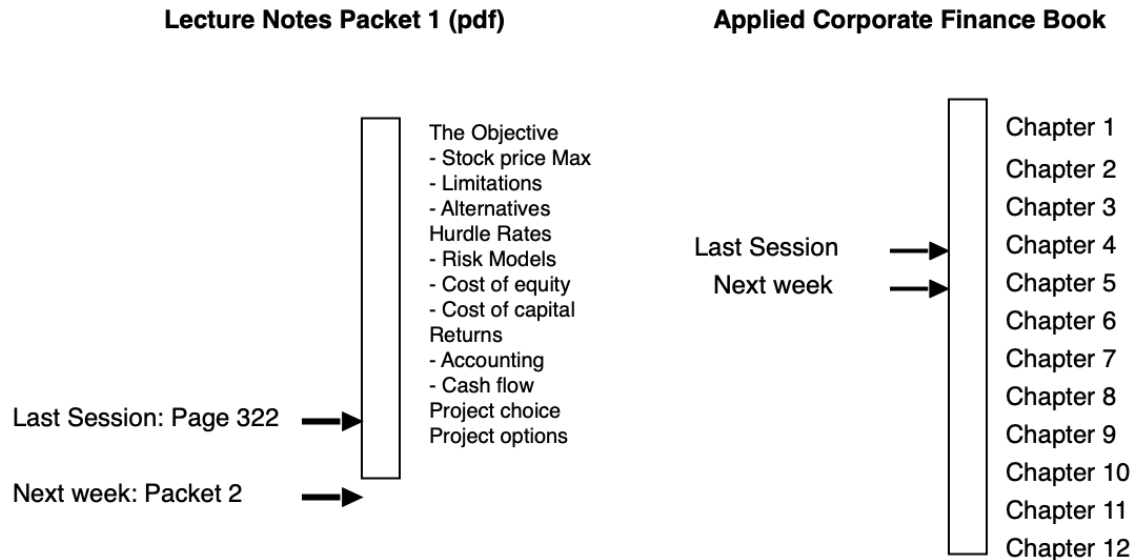 Lecture Notes Packet 1 (pdf)
The Objective
- Stock price Max
- Limitations
- Alternatives
Hurdle Rates
- Risk Models
- Cost of equity
- Cost of capital
Returns
- Accounting
- Cash flow
Project choice
Project options
Last Session: Page 322
Next week: Packet 2
Applied Corporate Finance Book
Last Session
Next week
Chapter 1
Chapter 2
Chapter 3
Chapter 4
Chapter 5
Chapter 6
Chapter 7
Chapter 8
Chapter 9
Chapter 10
Chapter 11
Chapter 12